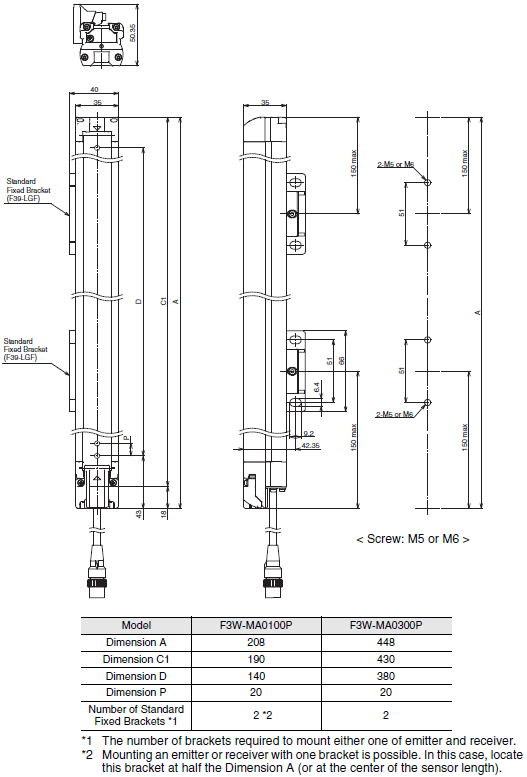 50.35
40
35
35
Standard
Fixed Bracket
(F39-LGF)
Standard
Fixed Bracket
(F39-LGF)
D
C1
A
P
43
18
150 max
51
66
6.4
9.2
42.35
150 max
2-M5 or M6
51
150 max
A
51
2-M5 or M6
150 max
< Screw: M5 or M6 >
Model F3W-MA0100P F3W-MA0300P
Dimension A 208 448
Dimension C1 190 430
Dimension D 140 380
Dimension P 20 20
Number of Standard
Fixed Brackets *1 2 *2 2
*1 The number of brackets required to mount either one of emitter and receiver.
*2 Mounting an emitter or receiver with one bracket is possible. In this case, locate
this bracket at half the Dimension A (or at the center of the sensor length).